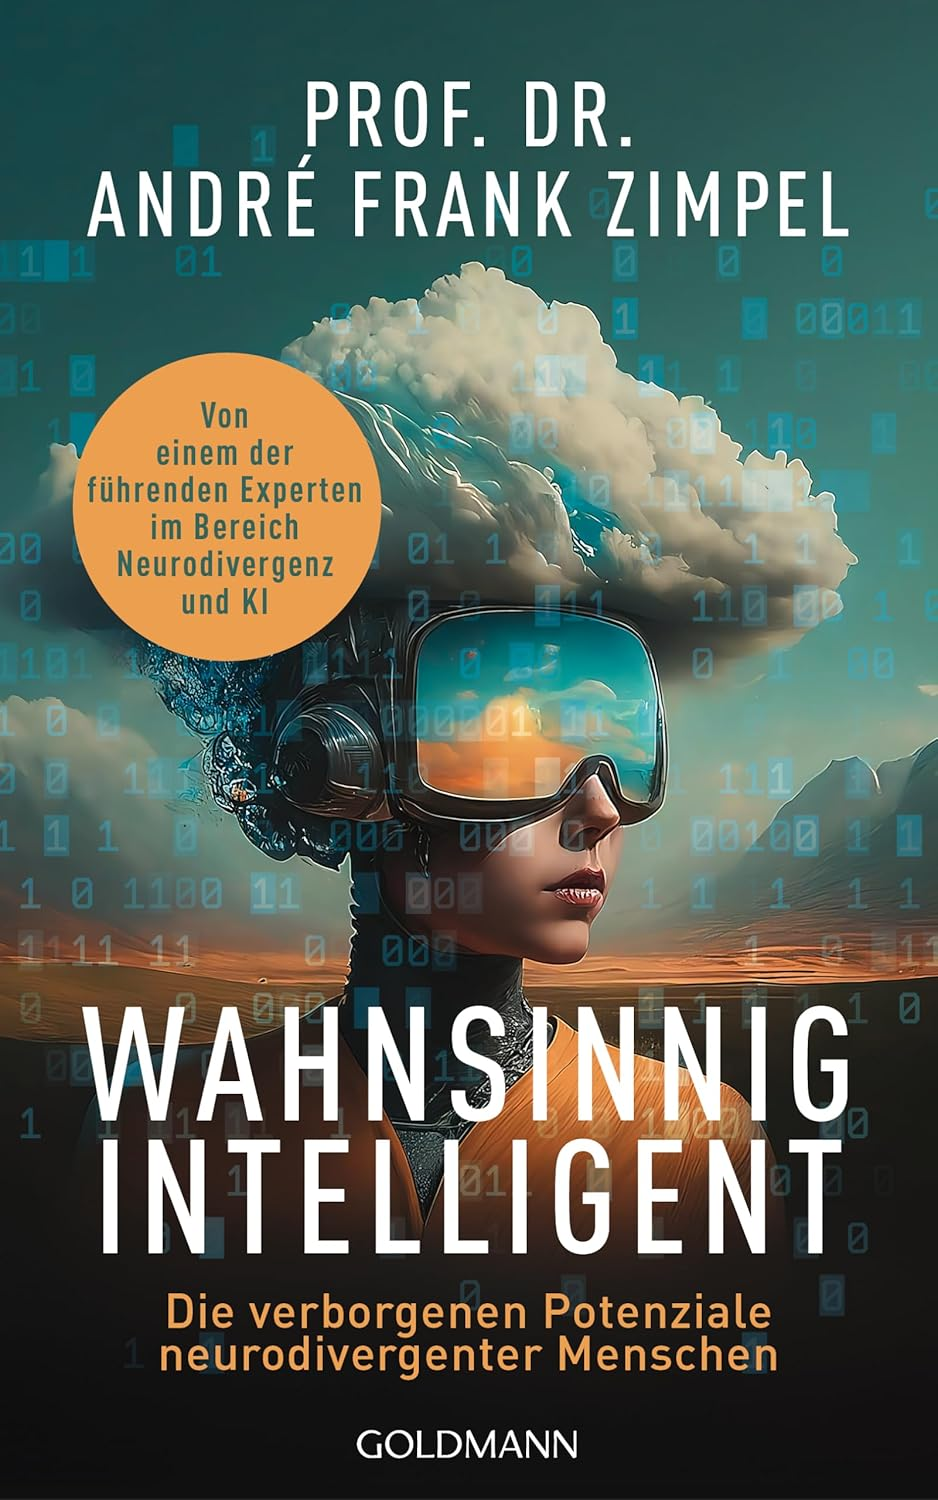 PROF. DR.
ANDRÉ FRANK ZIMPEL
Von
einem der
führenden Experten
im Bereich
Neurodivergenz
und KI
WAHNSINNIG
INTELLIGENT
Die verborgenen Potenziale
neurodivergenter Menschen
GOLDMANN